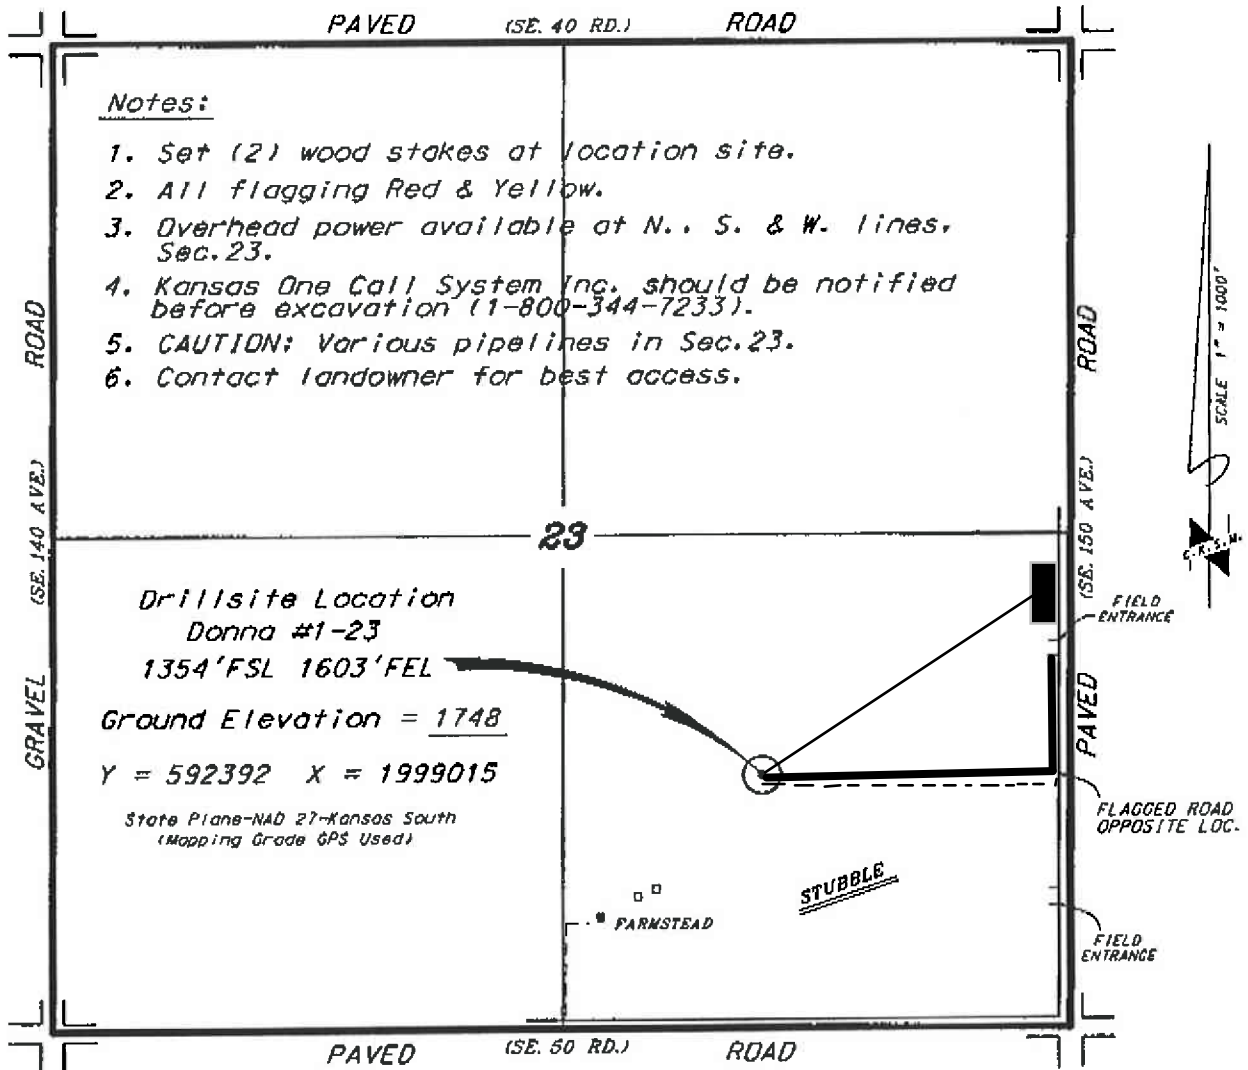 PAVED (SE. 40 RD.) ROAD
Notes:
1. Set (2) wood stakes at location site.
2. All flagging Red & Yellow.
3. Overhead power available at N., S. & W. lines,
Sec.23.
4. Kansas One Call System Inc. should be notified
before excavation (1-800-344-7233).
5. CAUTION: Various pipelines in Sec.23.
6. Contact landowner for best access.
GRAVEL (SE. 140 AVE.) ROAD
PAVED (SE. 150 AVE.) ROAD
SCALE 1" = 1000'
23
Drillsite Location
Donna #1-23
1354'FSL 1603'FEL
Ground Elevation = 1748
Y = 592392 X = 1999015
State Plane-NAD 27-Kansas South
(Mapping Grade GPS Used)
FIELD
ENTRANCE
FLAGGED ROAD
OPPOSITE LOC.
STUBBLE
FARMSTEAD
FIELD
ENTRANCE
PAVED (SE. 50 RD.) ROAD